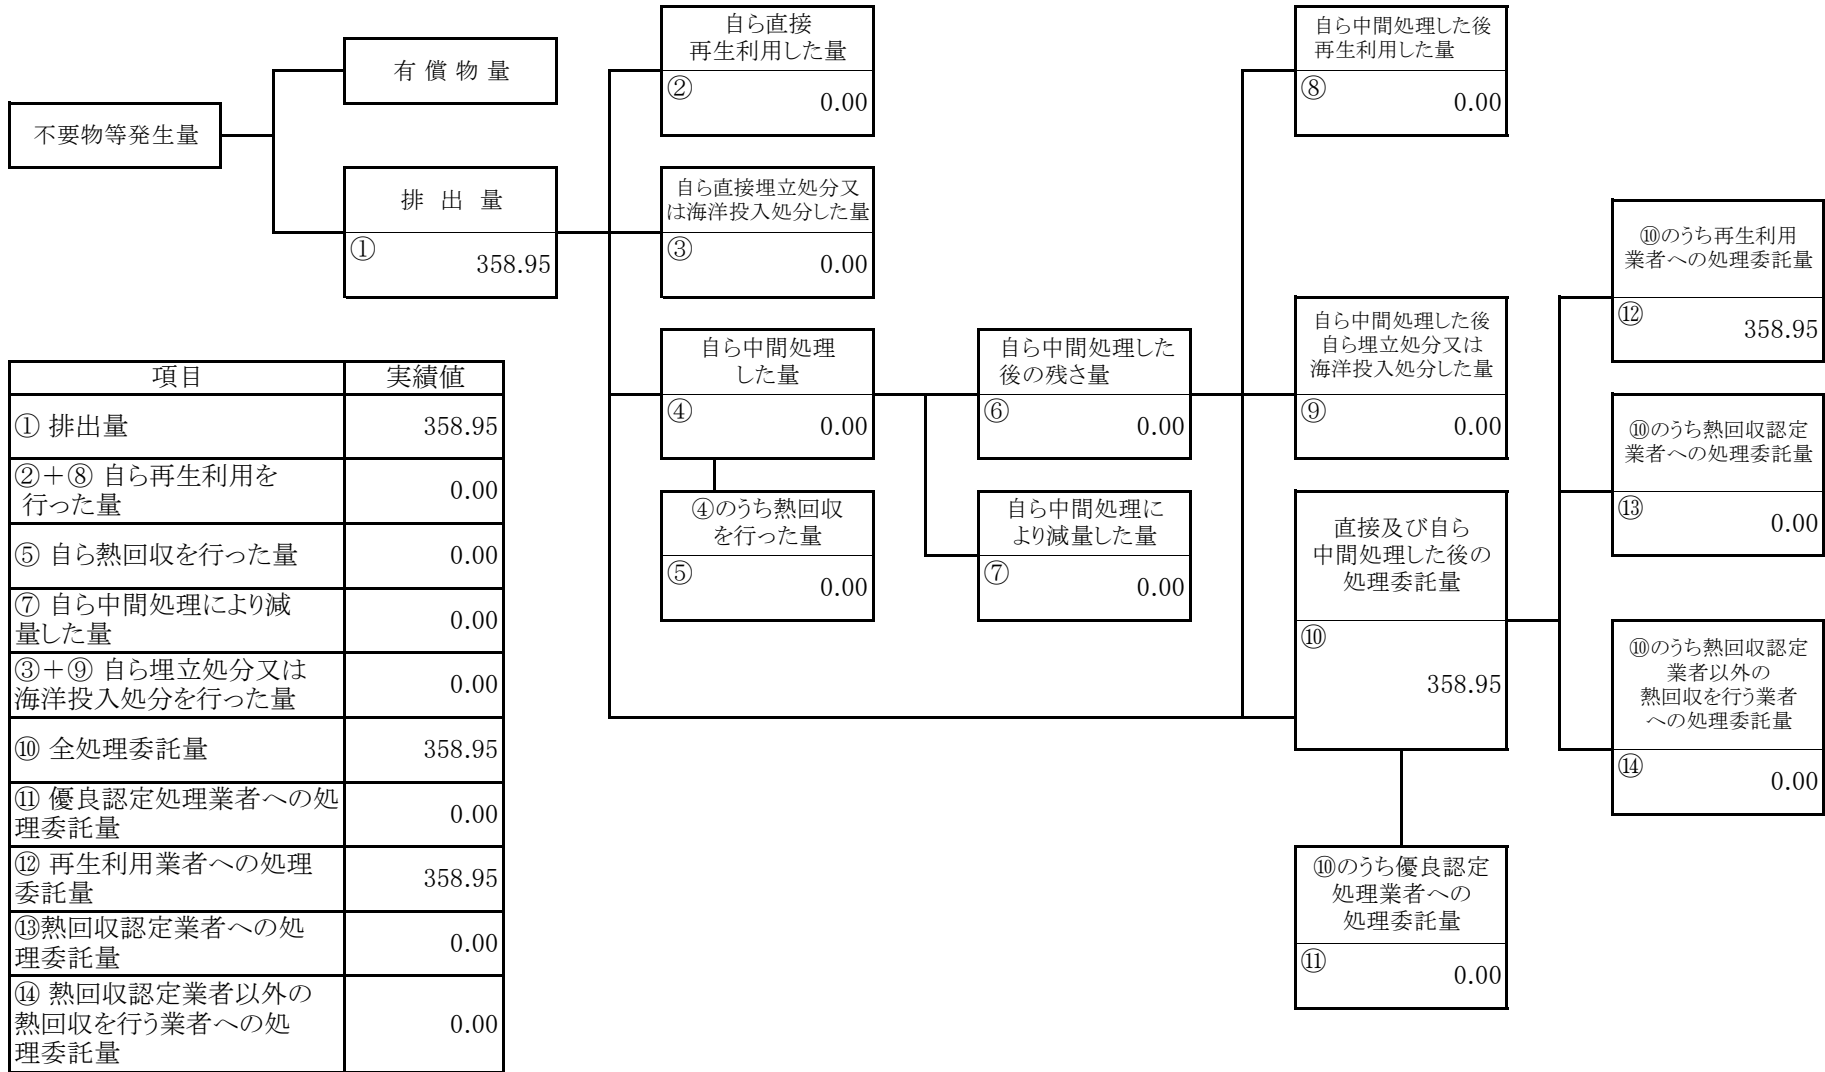 不要物等発生量
有 償 物 量
排 出 量
①
358.95
自ら直接
再生利用した量
②
0.00
自ら直接埋立処分又
は海洋投入処分した量
③
0.00
自ら中間処理
した量
④
0.00
④のうち熱回収
を行った量
⑤
0.00
自ら中間処理した
後の残さ量
⑥
0.00
自ら中間処理に
より減量した量
⑦
0.00
自ら中間処理した後
再生利用した量
⑧
0.00
自ら中間処理した後
自ら埋立処分又は
海洋投入処分した量
⑨
0.00
直接及び自ら
中間処理した後の
処理委託量
⑩
358.95
⑩のうち優良認定
処理業者への
処理委託量
⑪
0.00
⑩のうち再生利用
業者への処理委託量
⑫
358.95
⑩のうち熱回収認定
業者への処理委託量
⑬
0.00
⑩のうち熱回収認定
業者以外の
熱回収を行う業者
への処理委託量
⑭
0.00
項目 実績値
① 排出量 358.95
②＋⑧ 自ら再生利用を
行った量
0.00
⑤ 自ら熱回収を行った量 0.00
⑦ 自ら中間処理により減
量した量
0.00
③＋⑨ 自ら埋立処分又は
海洋投入処分を行った量
0.00
⑩ 全処理委託量 358.95
⑪ 優良認定処理業者への処
理委託量
0.00
⑫ 再生利用業者への処理
委託量
358.95
⑬熱回収認定業者への処
理委託量
0.00
⑭ 熱回収認定業者以外の
熱回収を行う業者への処
理委託量
0.00